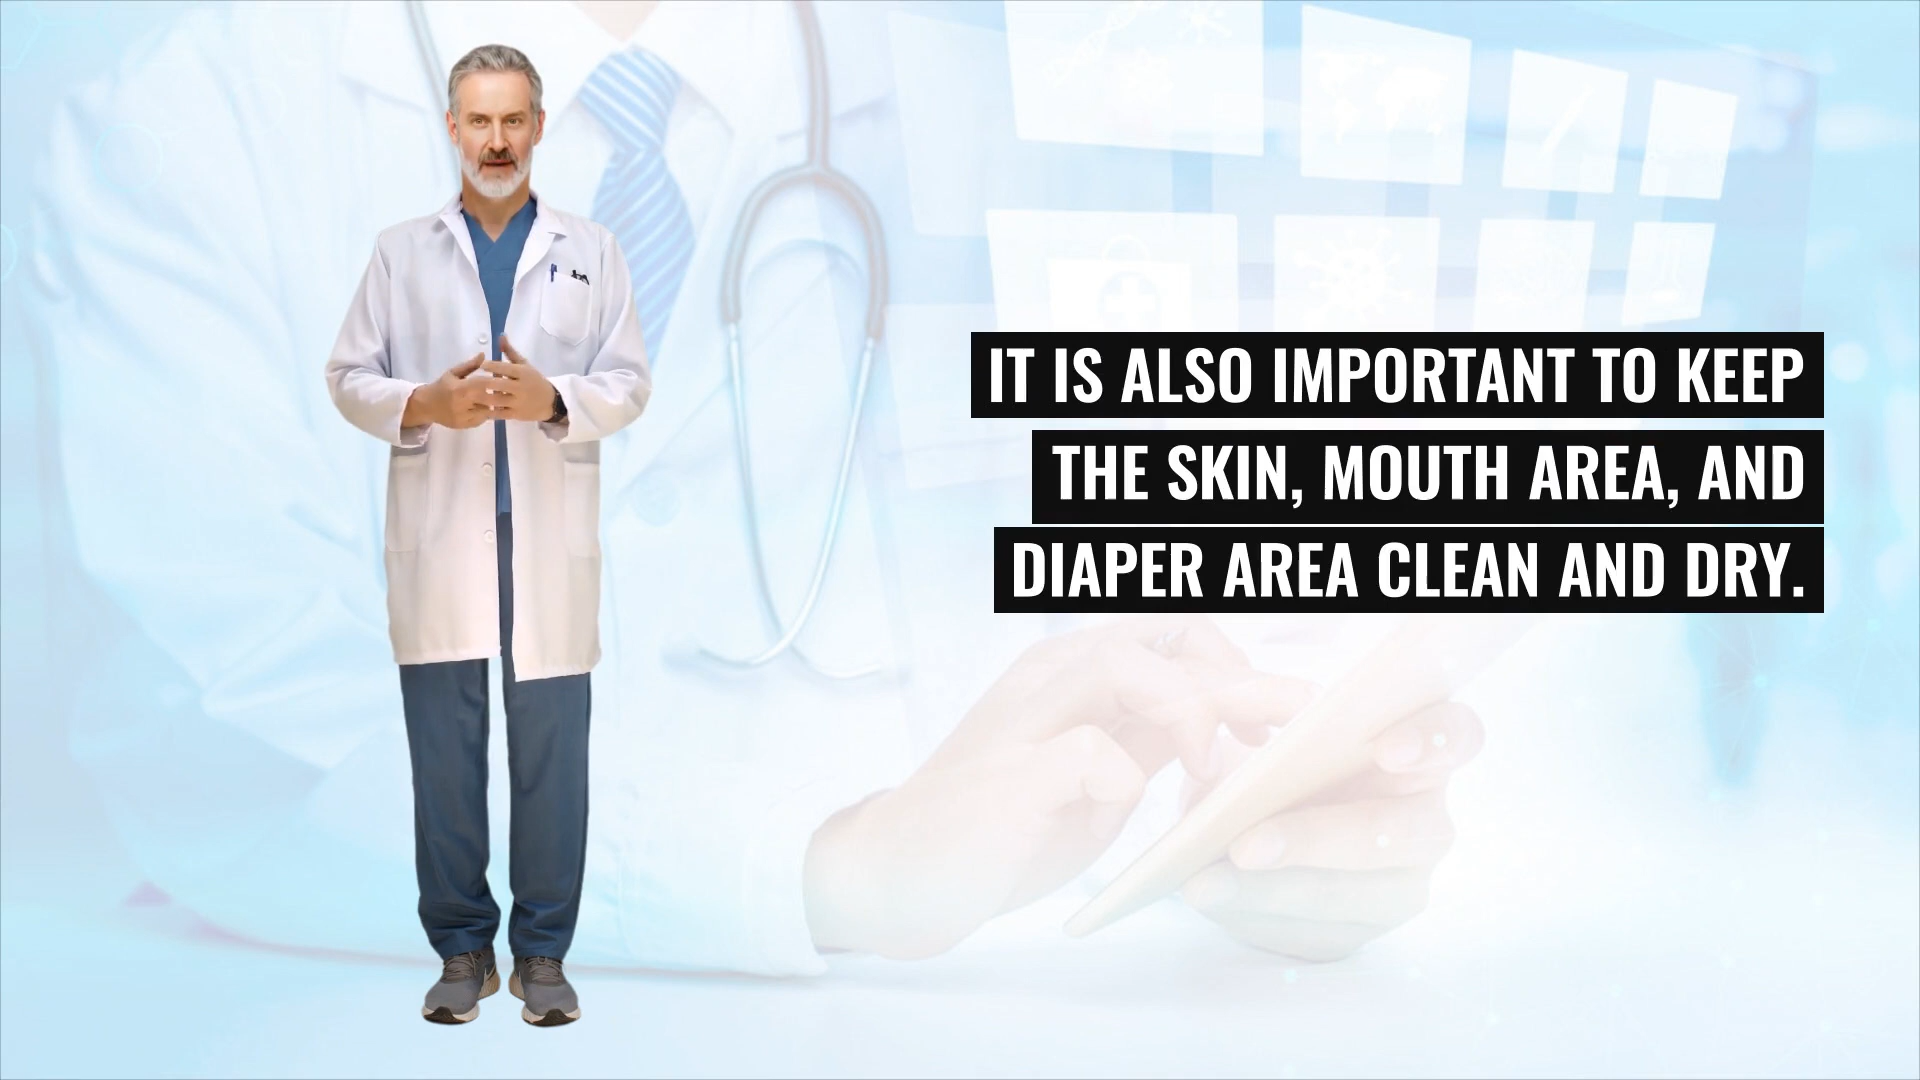 IT IS ALSO IMPORTANT TO KEEP
THE SKIN, MOUTH AREA, AND
DIAPER AREA CLEAN AND DRY.